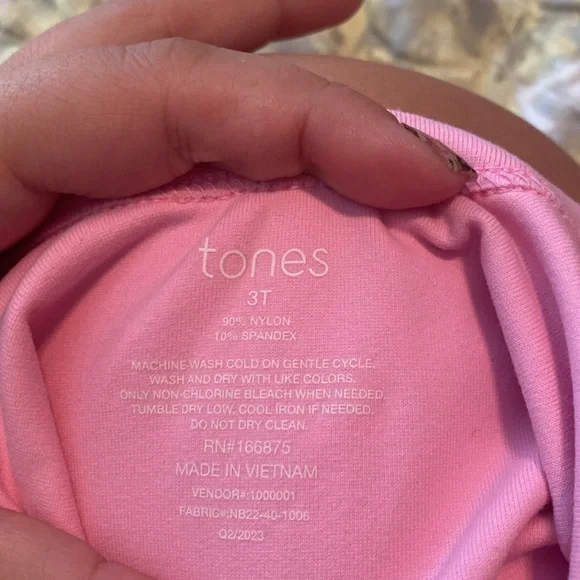 tones
3T
90% NYLON
10% SPANDEX
MACHINE WASH COLD ON GENTLE CYCLE.
WASH AND DRY WITH LIKE COLORS.
ONLY NON-CHLORINE BLEACH WHEN NEEDED.
TUMBLE DRY LOW. COOL IRON IF NEEDED.
DO NOT DRY CLEAN.
RN#166875
MADE IN VIETNAM
VENDOR#:1000001
FABRIC#:NB22-40-1006
Q2/2023